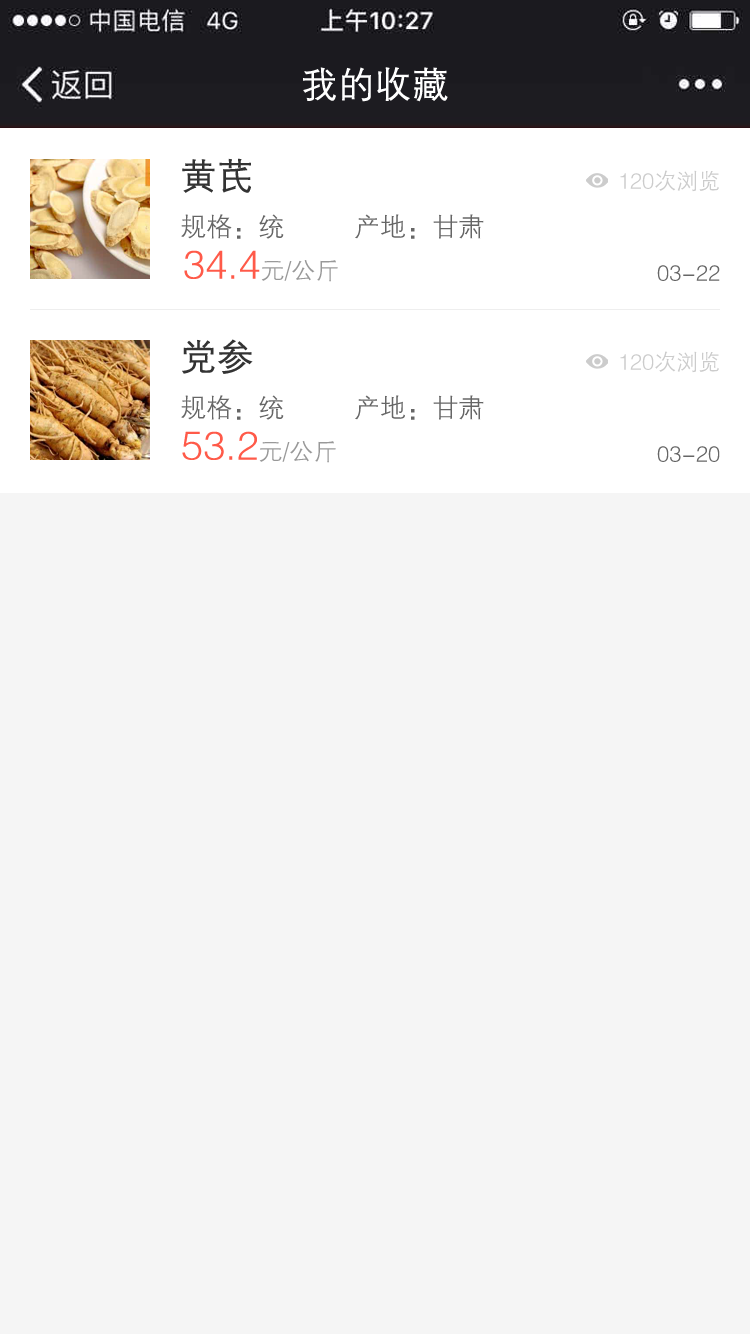 中国电信 4G 上午10:27
返回 我的收藏
黄芪 120次浏览
规格：统 产地：甘肃
34.4元/公斤 03-22
党参 120次浏览
规格：统 产地：甘肃
53.2元/公斤 03-20